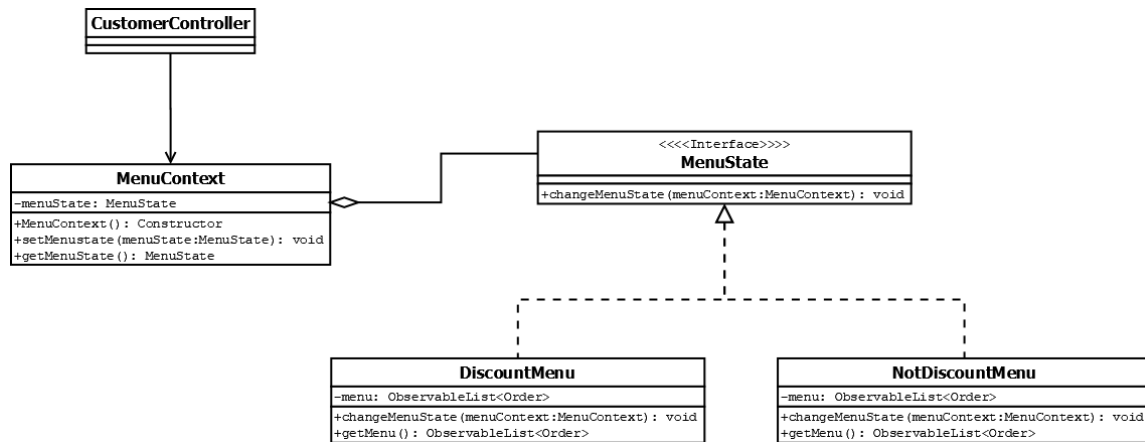 CustomerController
MenuContext
-menuState: MenuState
+MenuContext(): Constructor
+setMenustate(menuState:MenuState): void
+getMenuState(): MenuState
<<<<Interface>>>>
MenuState
+changeMenuState(menuContext:MenuContext): void
DiscountMenu
-menu: ObservableList<Order>
+changeMenuState(menuContext:MenuContext): void
+getMenu(): ObservableList<Order>
NotDiscountMenu
-menu: ObservableList<Order>
+changeMenuState(menuContext:MenuContext): void
+getMenu(): ObservableList<Order>